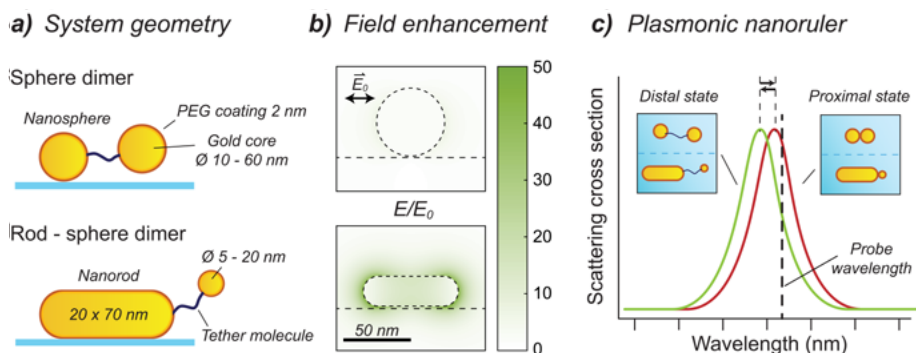 a) System geometry
Sphere dimer
Nanosphere
PEG coating 2 nm
Gold core
Ø 10 - 60 nm
Rod - sphere dimer
Nanorod
Ø 5 - 20 nm
20 x 70 nm
Tether molecule
b) Field enhancement
E₀
E/E₀
50 nm
50
40
30
20
10
0
c) Plasmonic nanoruler
Distal state
Proximal state
Scattering cross section
Probe
wavelength
Wavelength (nm)